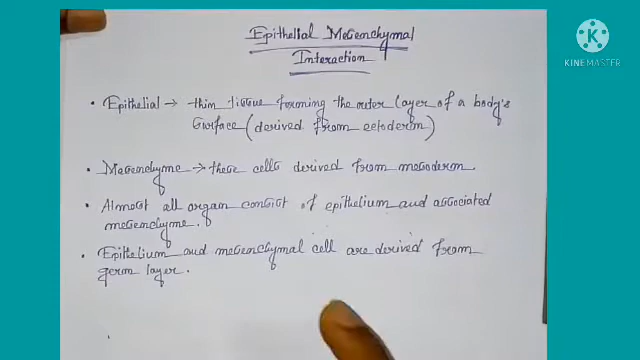 Epithelial Mesenchymal
Interaction
• Epithelial → thin tissue forming the outer layer of a body's
surface (derived from ectoderm)
• Mesenchyme → these cells derived from mesoderm.
• Almost all organ consist of epithelium and associated
mesenchyme.
• Epithelium and mesenchymal cell are derived from
germ layer.
KINEMASTER